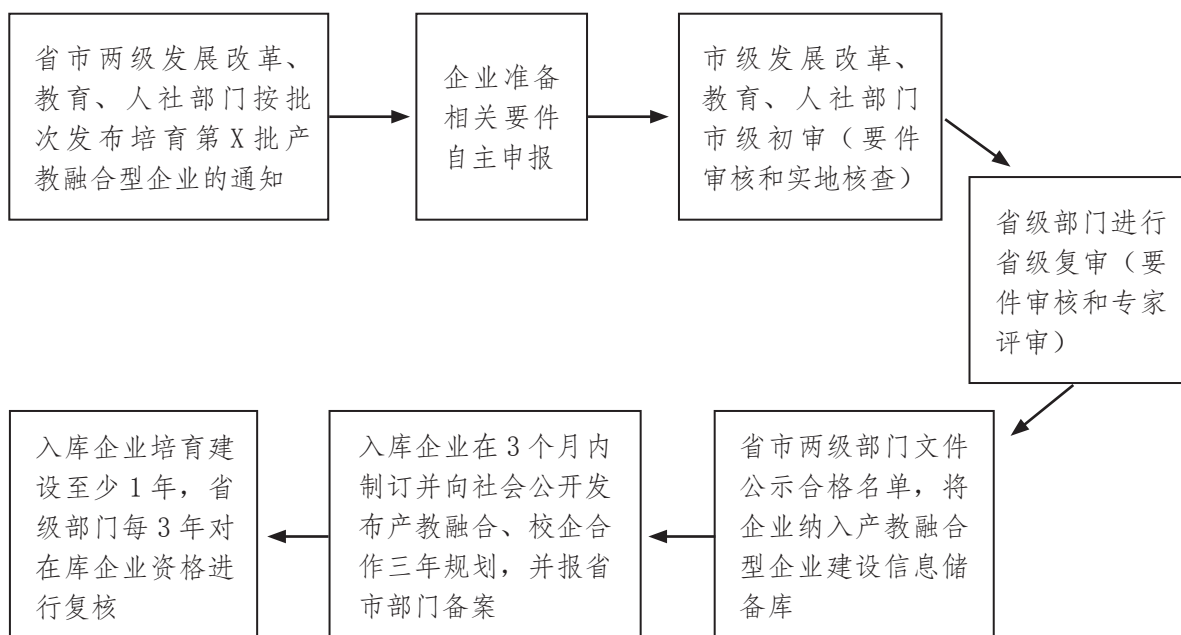 省市两级发展改革、
教育、人社部门按批
次发布培育第 X 批产
教融合型企业的通知
企业准备
相关要件
自主申报
市级发展改革、
教育、人社部门
市级初审（要件
审核和实地核查）
省级部门进行
省级复审（要
件审核和专家
评审）
省市两级部门文件
公示合格名单，将
企业纳入产教融合
型企业建设信息储
备库
入库企业在 3 个月内
制订并向社会公开发
布产教融合、校企合
作三年规划，并报省
市部门备案
入库企业培育建
设至少 1 年，省
级部门每 3 年对
在库企业资格进
行复核